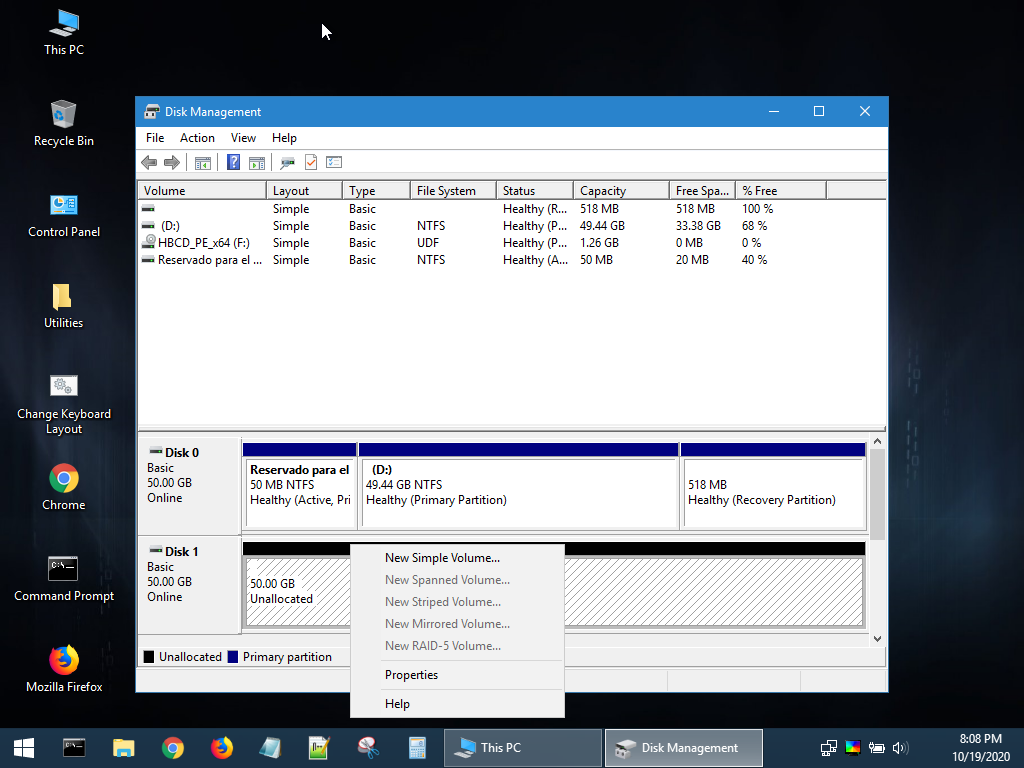 This PC
Recycle Bin
Control Panel
Utilities
Change Keyboard
Layout
Chrome
Command Prompt
Mozilla Firefox
Disk Management
File Action View Help
Volume Layout Type File System Status Capacity Free Spa... % Free
Simple Basic Healthy (R... 518 MB 518 MB 100 %
(D:) Simple Basic NTFS Healthy (P... 49.44 GB 33.38 GB 68 %
HBCD_PE_x64 (F:) Simple Basic UDF Healthy (P... 1.26 GB 0 MB 0 %
Reservado para el ... Simple Basic NTFS Healthy (A... 50 MB 20 MB 40 %
Disk 0
Basic
50.00 GB
Online
Reservado para el
50 MB NTFS
Healthy (Active, Pri
(D:)
49.44 GB NTFS
Healthy (Primary Partition)
518 MB
Healthy (Recovery Partition)
Disk 1
Basic
50.00 GB
Online
50.00 GB
Unallocated
New Simple Volume...
New Spanned Volume...
New Striped Volume...
New Mirrored Volume...
New RAID-5 Volume...
Properties
Help
Unallocated Primary partition
This PC
Disk Management
8:08 PM
10/19/2020